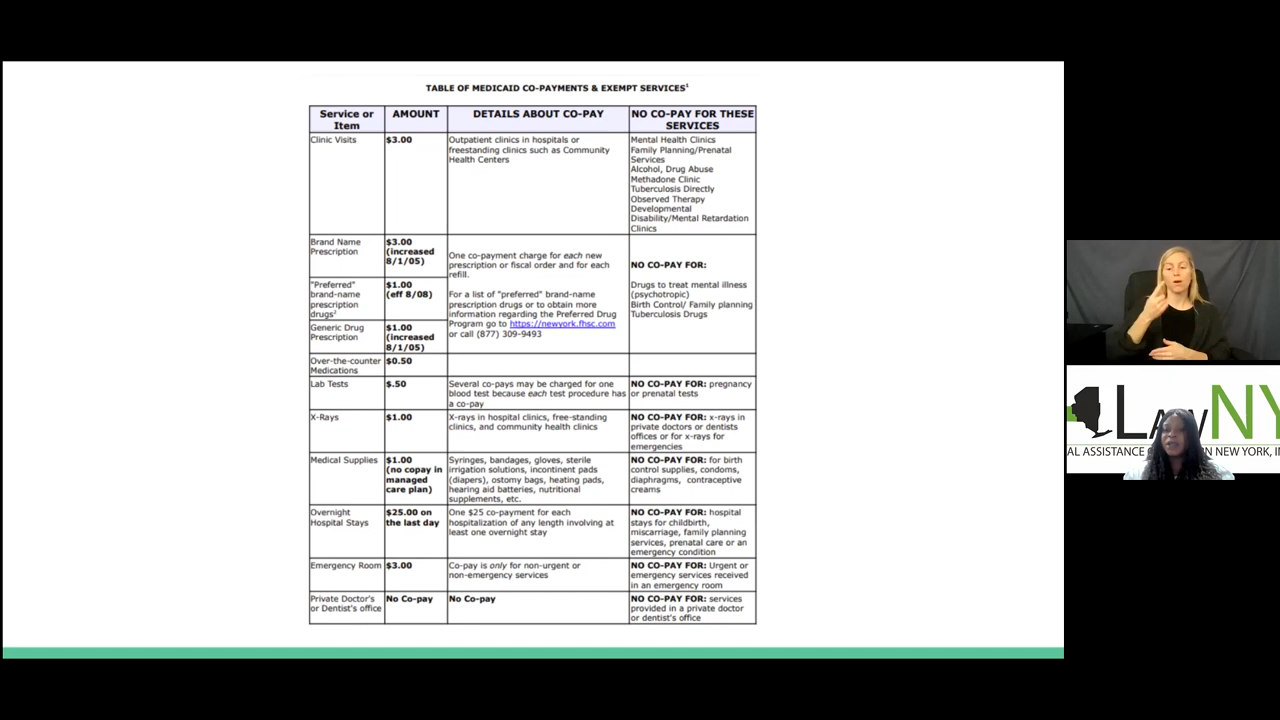 TABLE OF MEDICAID CO-PAYMENTS & EXEMPT SERVICES¹
Service or
Item
AMOUNT
DETAILS ABOUT CO-PAY
NO CO-PAY FOR THESE
SERVICES
Clinic Visits
$3.00
Outpatient clinics in hospitals or
freestanding clinics such as Community
Health Centers
Mental Health Clinics
Family Planning/Prenatal
Services
Alcohol, Drug Abuse
Methadone Clinic
Tuberculosis Directly
Observed Therapy
Developmental
Disability/Mental Retardation
Clinics
Brand Name
Prescription
$3.00
(increased
8/1/05)
"Preferred"
brand-name
prescription
drugs²
$1.00
(eff 8/08)
Generic Drug
Prescription
$1.00
(increased
8/1/05)
One co-payment charge for each new
prescription or fiscal order and for each
refill.
For a list of "preferred" brand-name
prescription drugs or to obtain more
information regarding the Preferred Drug
Program go to https://newyork.fhsc.com
or call (877) 309-9493
NO CO-PAY FOR:
Drugs to treat mental illness
(psychotropic)
Birth Control/ Family planning
Tuberculosis Drugs
Over-the-counter
Medications
$0.50
Lab Tests
$.50
Several co-pays may be charged for one
blood test because each test procedure has
a co-pay
NO CO-PAY FOR: pregnancy
or prenatal tests
X-Rays
$1.00
X-rays in hospital clinics, free-standing
clinics, and community health clinics
NO CO-PAY FOR: x-rays in
private doctors or dentists
offices or for x-rays for
emergencies
Medical Supplies
$1.00
(no copay in
managed
care plan)
Syringes, bandages, gloves, sterile
irrigation solutions, incontinent pads
(diapers), ostomy bags, heating pads,
hearing aid batteries, nutritional
supplements, etc.
NO CO-PAY FOR: for birth
control supplies, condoms,
diaphragms, contraceptive
creams
Overnight
Hospital Stays
$25.00 on
the last day
One $25 co-payment for each
hospitalization of any length involving at
least one overnight stay
NO CO-PAY FOR: hospital
stays for childbirth,
miscarriage, family planning
services, prenatal care or an
emergency condition
Emergency Room
$3.00
Co-pay is only for non-urgent or
non-emergency services
NO CO-PAY FOR: Urgent or
emergency services received
in an emergency room
Private Doctor's
or Dentist's office
No Co-pay
No Co-pay
NO CO-PAY FOR: services
provided in a private doctor
or dentist's office
LawNY
AL ASSISTANCE IN NEW YORK, IN